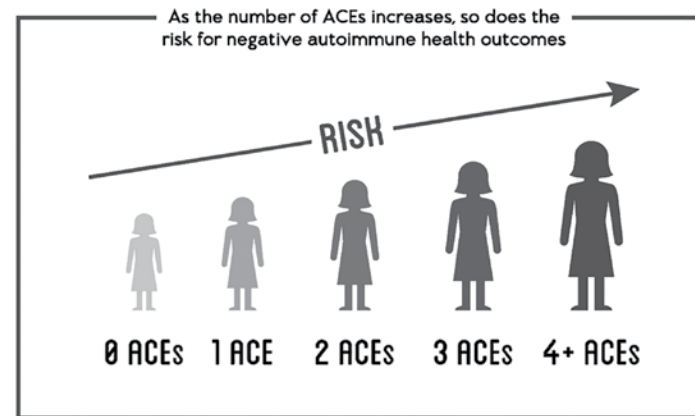 As the number of ACEs increases, so does the
risk for negative autoimmune health outcomes
RISK
0 ACEs 1 ACE 2 ACEs 3 ACEs 4+ ACEs